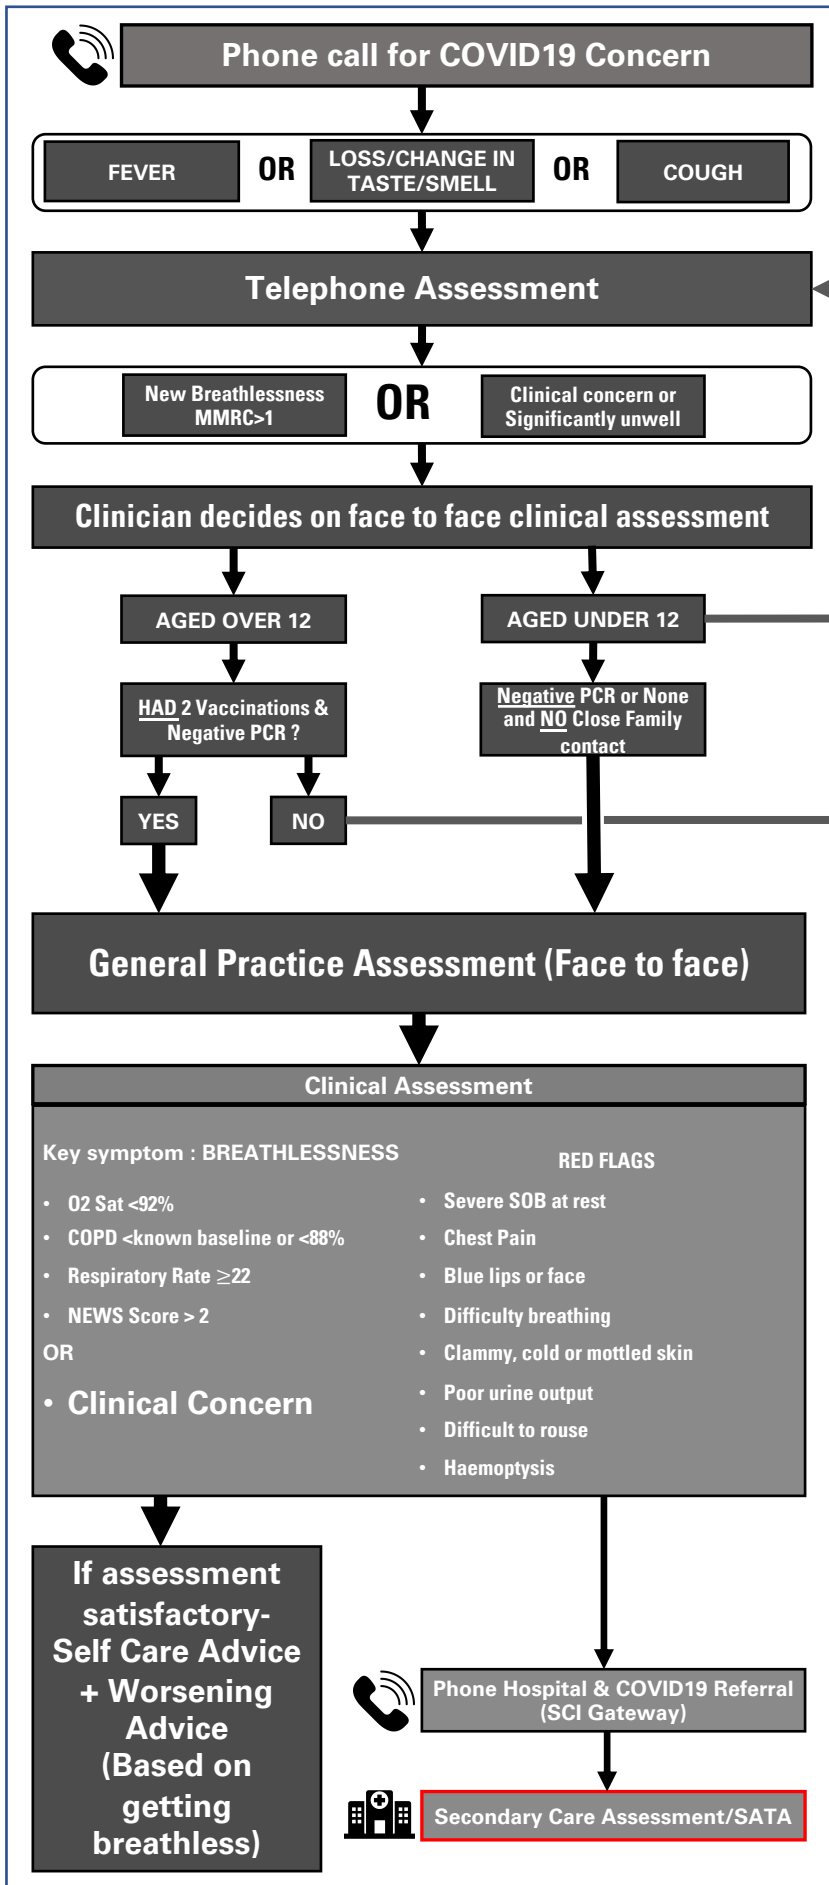 Phone call for COVID19 Concern
FEVER
OR
LOSS/CHANGE IN
TASTE/SMELL
OR
COUGH
Telephone Assessment
New Breathlessness
MMRC>1
OR
Clinical concern or
Significantly unwell
Clinician decides on face to face clinical assessment
AGED OVER 12
AGED UNDER 12
HAD 2 Vaccinations &
Negative PCR ?
Negative PCR or None
and NO Close Family
contact
YES
NO
General Practice Assessment (Face to face)
Clinical Assessment
Key symptom : BREATHLESSNESS
• O2 Sat <92%
• COPD <known baseline or <88%
• Respiratory Rate ≥22
• NEWS Score > 2
OR
• Clinical Concern
RED FLAGS
• Severe SOB at rest
• Chest Pain
• Blue lips or face
• Difficulty breathing
• Clammy, cold or mottled skin
• Poor urine output
• Difficult to rouse
• Haemoptysis
If assessment
satisfactory-
Self Care Advice
+ Worsening
Advice
(Based on
getting
breathless)
Phone Hospital & COVID19 Referral
(SCI Gateway)
Secondary Care Assessment/SATA